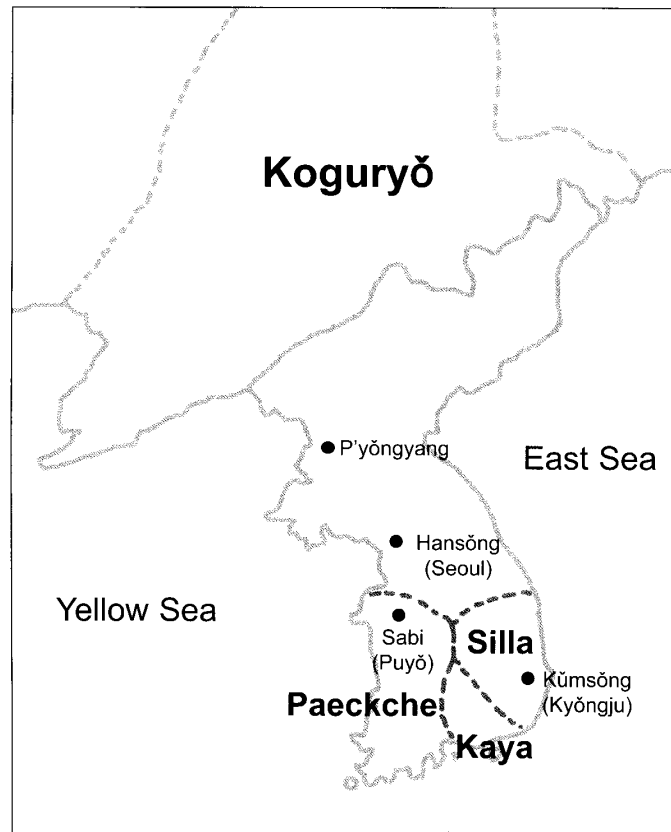 Koguryŏ
P'yŏngyang
East Sea
Hansŏng
(Seoul)
Yellow Sea
Sabi
(Puyŏ)
Silla
Kŭmsŏng
(Kyŏngju)
Paeckche
Kaya